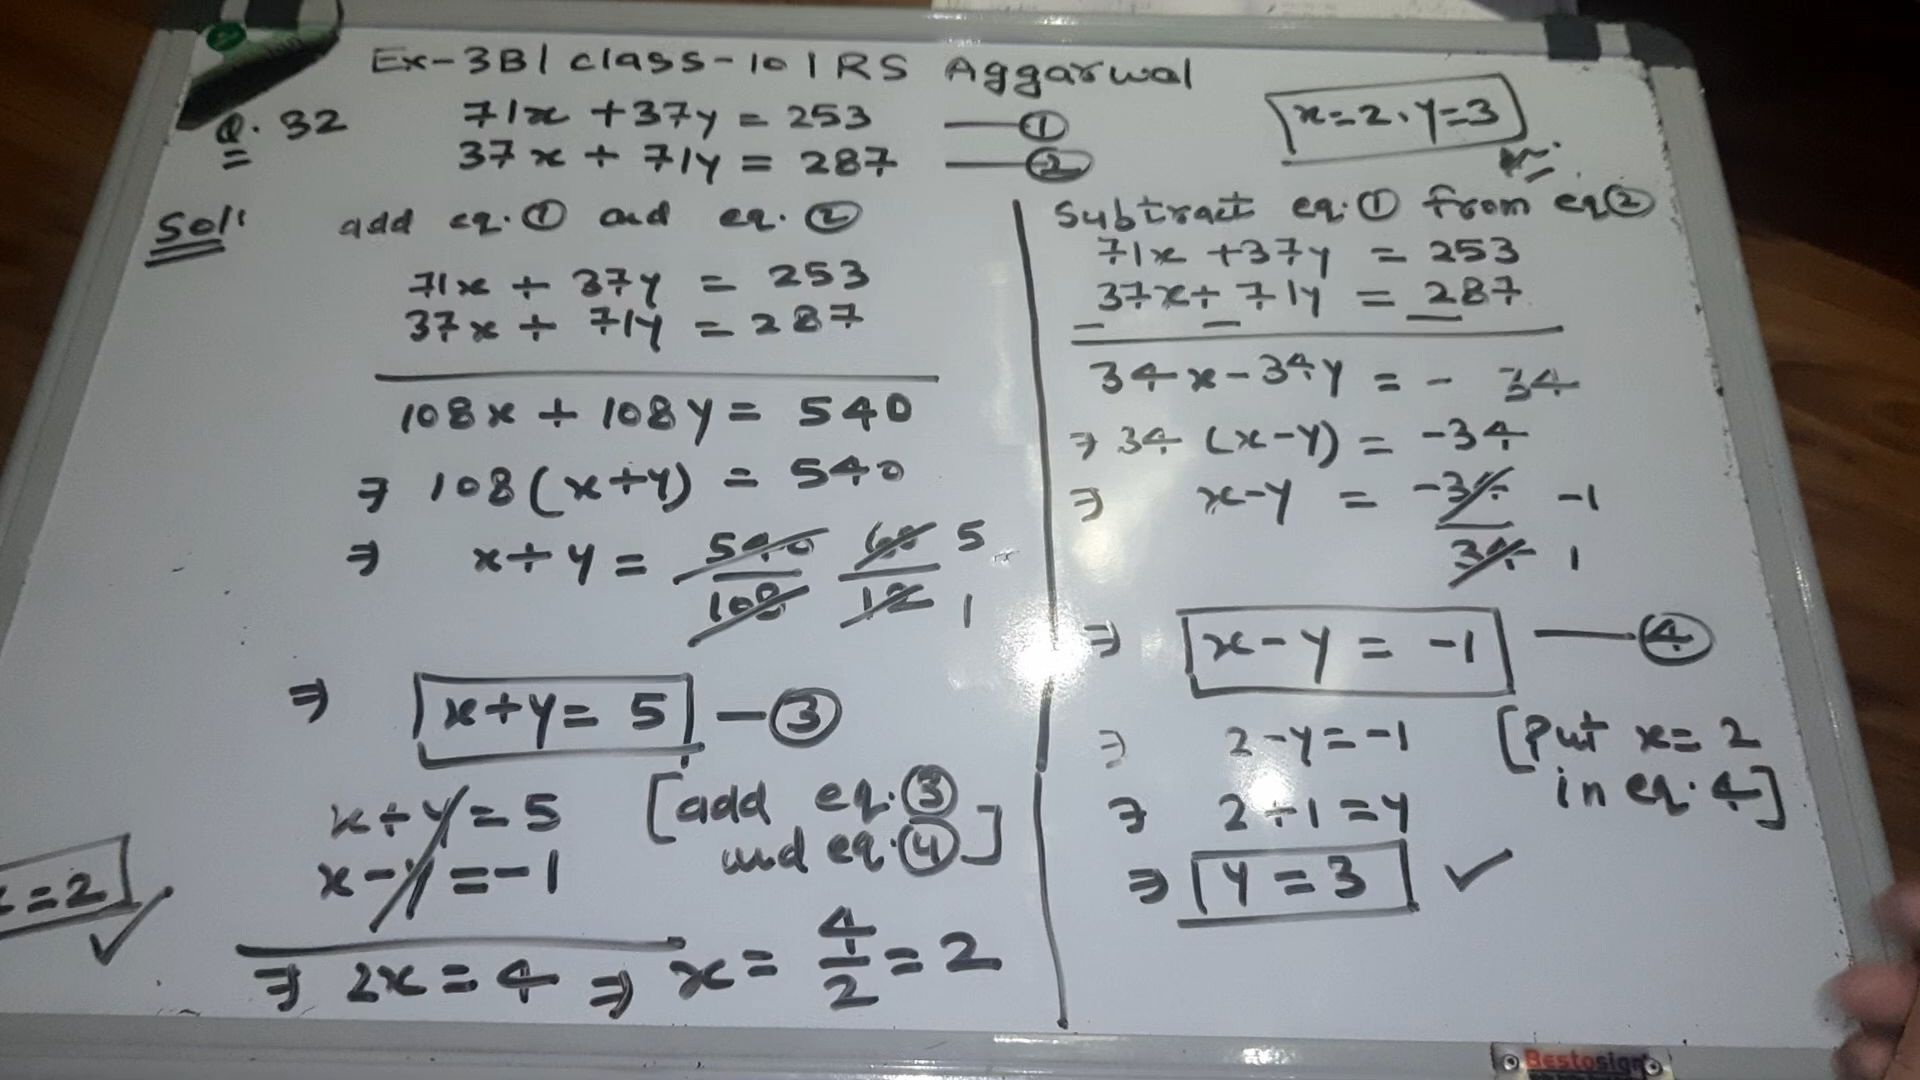 Ex-3B | class-10 | RS Aggarwal
Q. 32 71x + 37y = 253 — ①
37x + 71y = 287 — ②
x=2, y=3
Sol:
add eq. ① and eq. ②
71x + 37y = 253
37x + 71y = 287
108x + 108y = 540
⇒ 108(x+y) = 540
⇒ x+y = 540/108 60/12 5/1
⇒ x+y = 5 — ③
x+y = 5 [add eq. ③
x-y = -1 and eq. ④]
⇒ 2x = 4 ⇒ x = 4/2 = 2
=2
Subtract eq. ① from eq ②
71x + 37y = 253
37x + 71y = 287
— — —
34x - 34y = - 34
⇒ 34 (x-y) = -34
⇒ x-y = -34/34 -1/1
⇒ x-y = -1 — ④
⇒ 2-y = -1 [Put x=2
in eq. 4]
⇒ 2+1 = y
⇒ y = 3 ✓
Bestosign